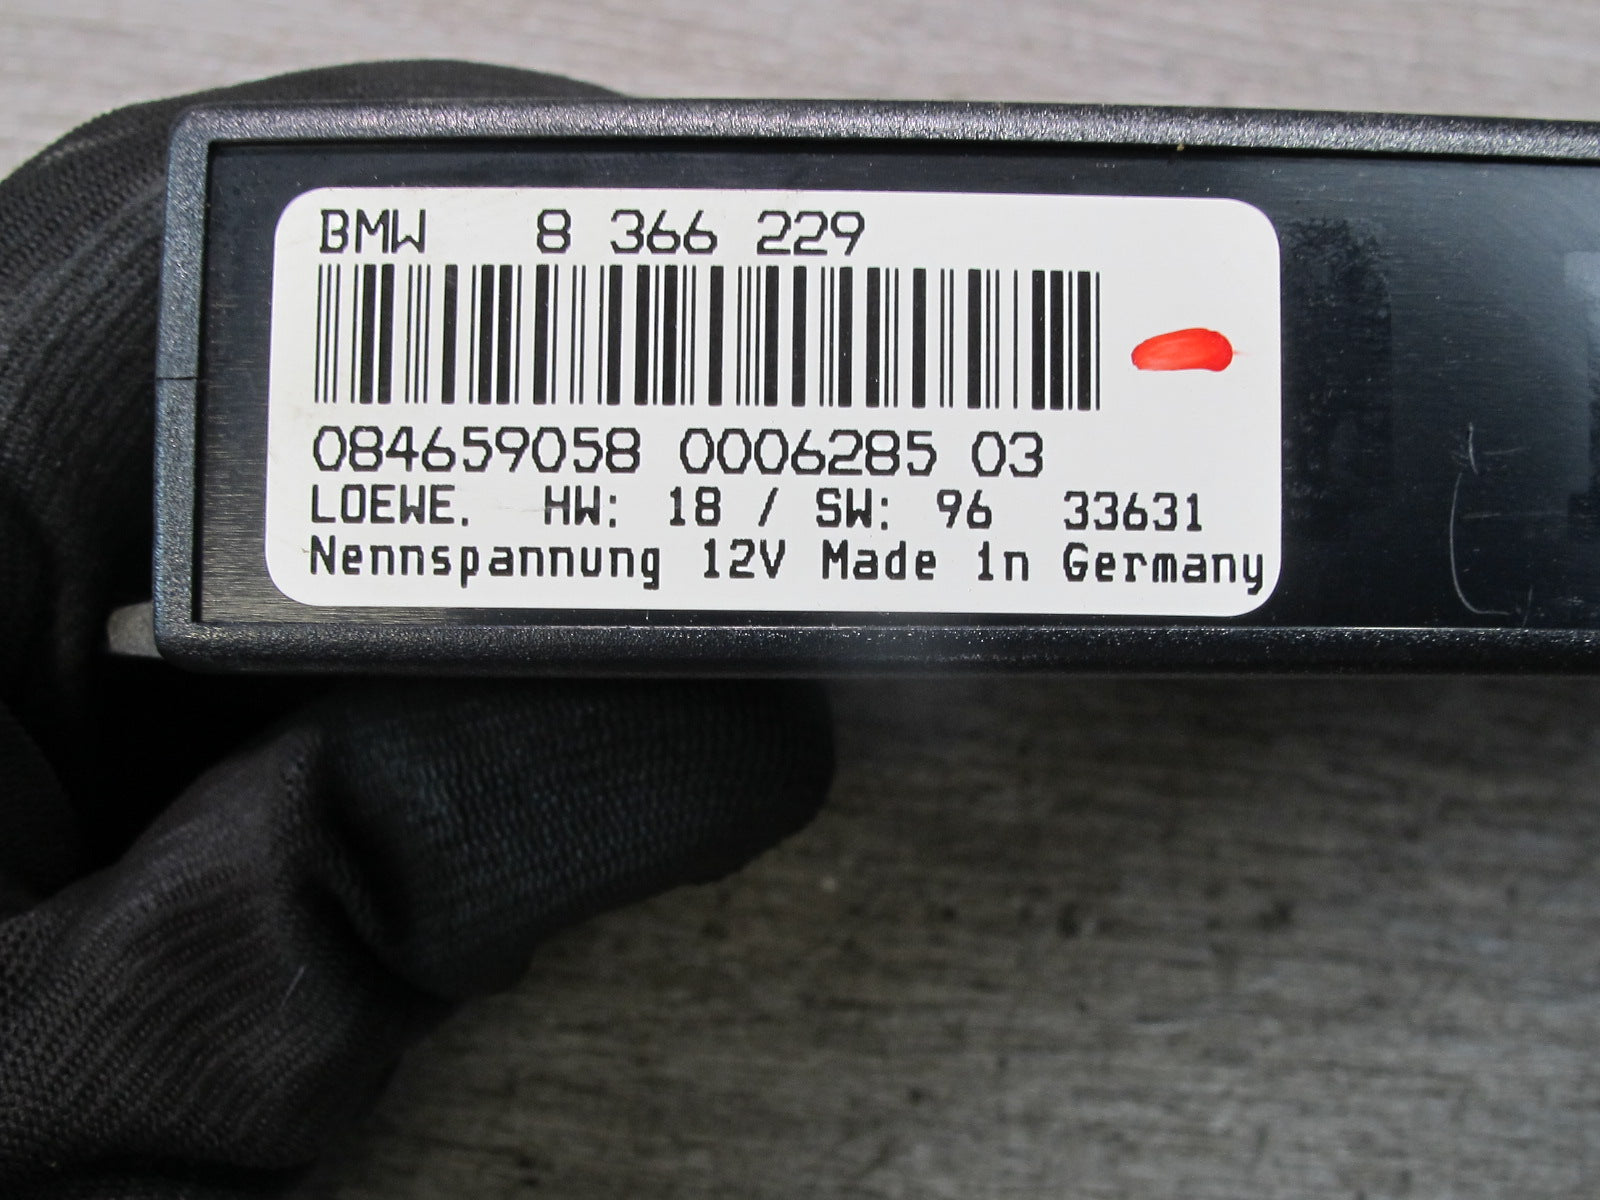 BMW 8 366 229
084659058 0006285 03
LOEWE. HW: 18 / SW: 96 33631
Nennspannung 12V Made in Germany